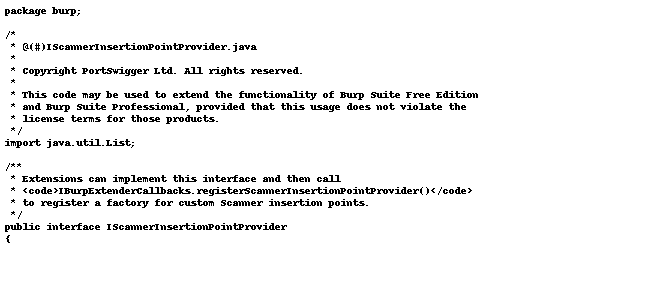 package burp;

/*
 * @(#)IScannerInsertionPointProvider.java
 *
 * Copyright PortSwigger Ltd. All rights reserved.
 *
 * This code may be used to extend the functionality of Burp Suite Free Edition
 * and Burp Suite Professional, provided that this usage does not violate the
 * license terms for those products.
 */
import java.util.List;

/**
 * Extensions can implement this interface and then call
 * <code>IBurpExtenderCallbacks.registerScannerInsertionPointProvider()</code>
 * to register a factory for custom Scanner insertion points.
 */
public interface IScannerInsertionPointProvider
{